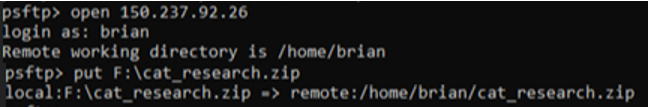 psftp> open 150.237.92.26
login as: brian
Remote working directory is /home/brian
psftp> put F:\cat_research.zip
local:F:\cat_research.zip => remote:/home/brian/cat_research.zip